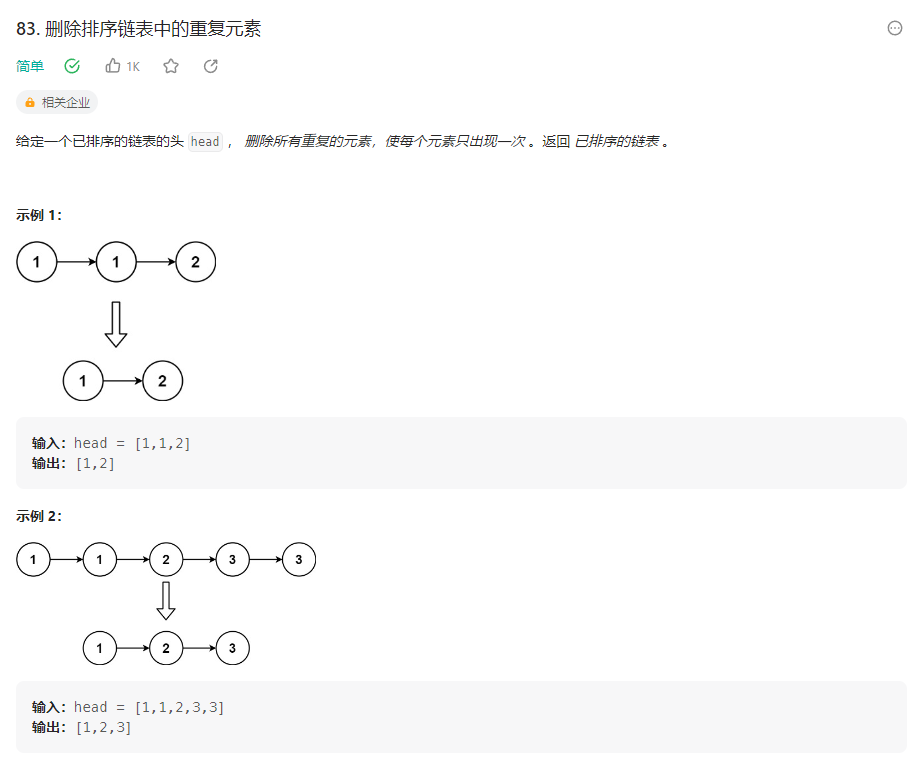 83. 删除排序链表中的重复元素
简单 1K
相关企业
给定一个已排序的链表的头 head ， 删除所有重复的元素，使每个元素只出现一次 。返回 已排序的链表 。
示例 1：
1 1 2
1 2
输入：head = [1,1,2]
输出：[1,2]
示例 2：
1 1 2 3 3
1 2 3
输入：head = [1,1,2,3,3]
输出：[1,2,3]